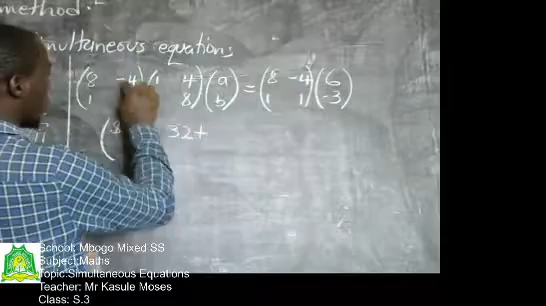 method.
Simultaneous equations
(8 -4) (1 4) (a) = (8 -4) (6)
(1 8) (b) (1 1) (-3)
(8 32+
School: Mbogo Mixed SS
Subject:Maths
Topic:Simultaneous Equations
Teacher: Mr Kasule Moses
Class: S.3